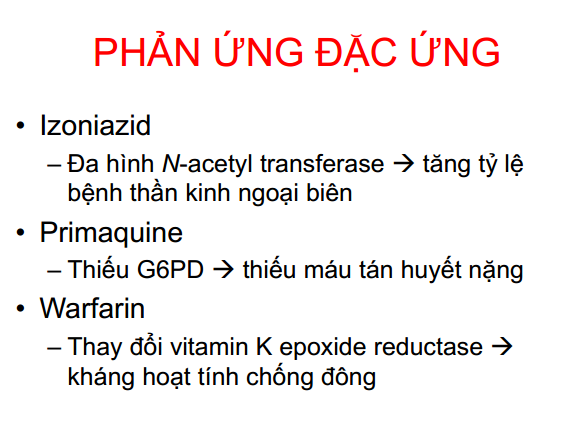 PHẢN ỨNG ĐẶC ỨNG
• Izoniazid
– Đa hình N-acetyl transferase → tăng tỷ lệ
bệnh thần kinh ngoại biên
• Primaquine
– Thiếu G6PD → thiếu máu tán huyết nặng
• Warfarin
– Thay đổi vitamin K epoxide reductase →
kháng hoạt tính chống đông